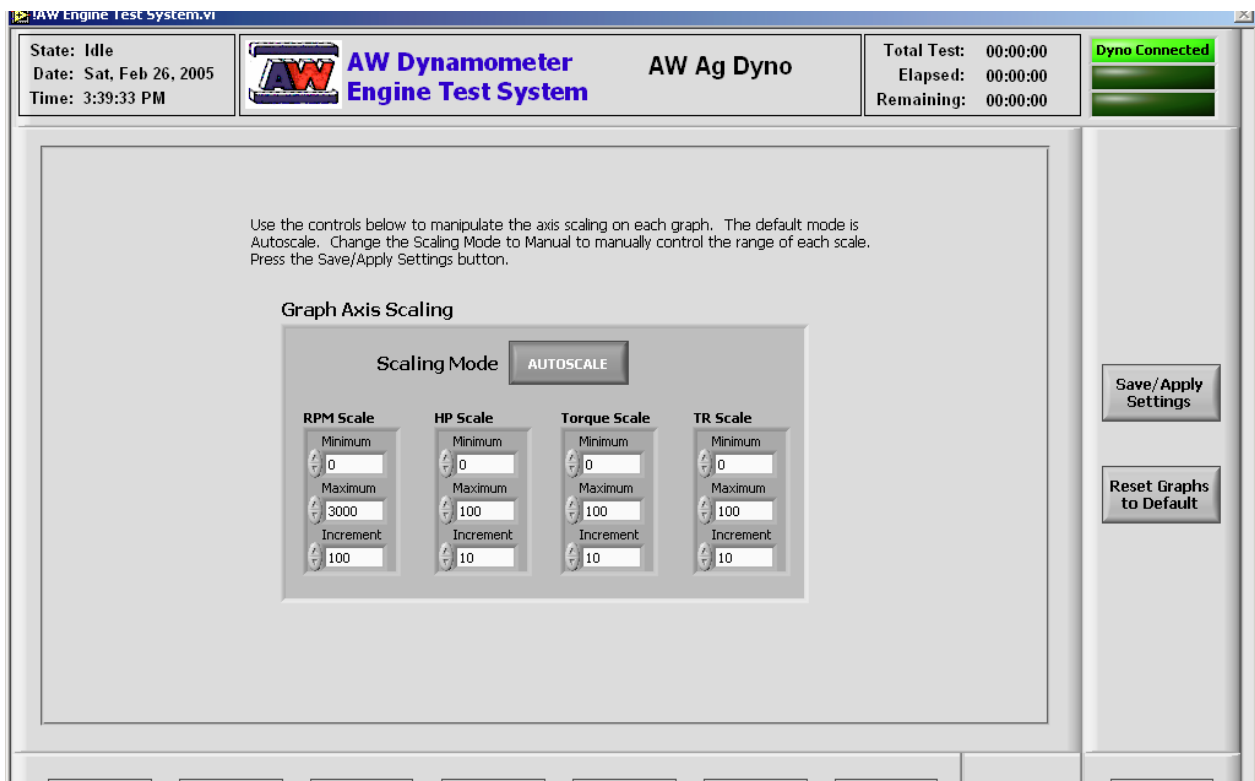 !AW Engine Test System.vi
State: Idle
Date: Sat, Feb 26, 2005
Time: 3:39:33 PM
AW
AW Dynamometer
Engine Test System
AW Ag Dyno
Total Test: 00:00:00
Elapsed: 00:00:00
Remaining: 00:00:00
Dyno Connected
Use the controls below to manipulate the axis scaling on each graph. The default mode is
Autoscale. Change the Scaling Mode to Manual to manually control the range of each scale.
Press the Save/Apply Settings button.
Graph Axis Scaling
Scaling Mode AUTOSCALE
RPM Scale HP Scale Torque Scale TR Scale
Minimum Minimum Minimum Minimum
0 0 0 0
Maximum Maximum Maximum Maximum
3000 100 100 100
Increment Increment Increment Increment
100 10 10 10
Save/Apply
Settings
Reset Graphs
to Default